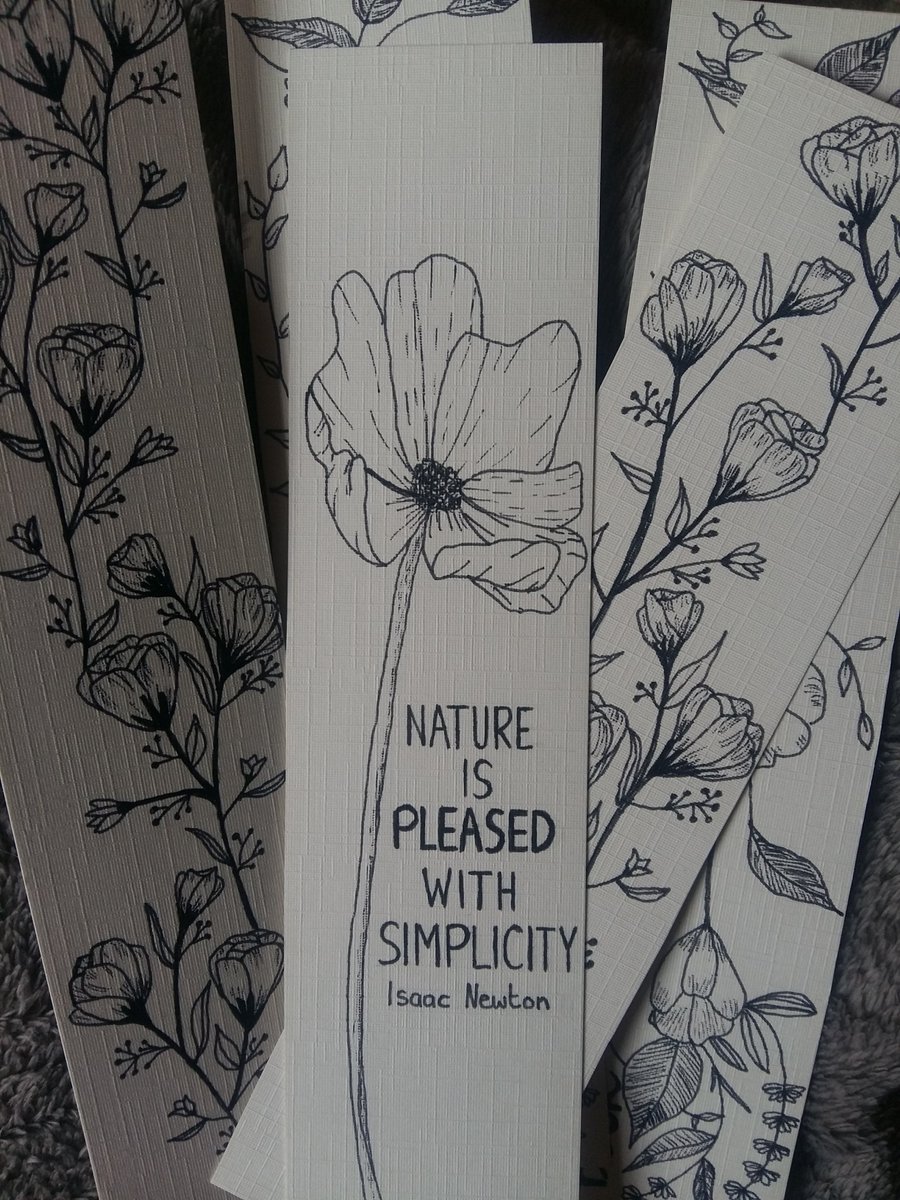 NATURE
IS
PLEASED
WITH
SIMPLICITY
Isaac Newton